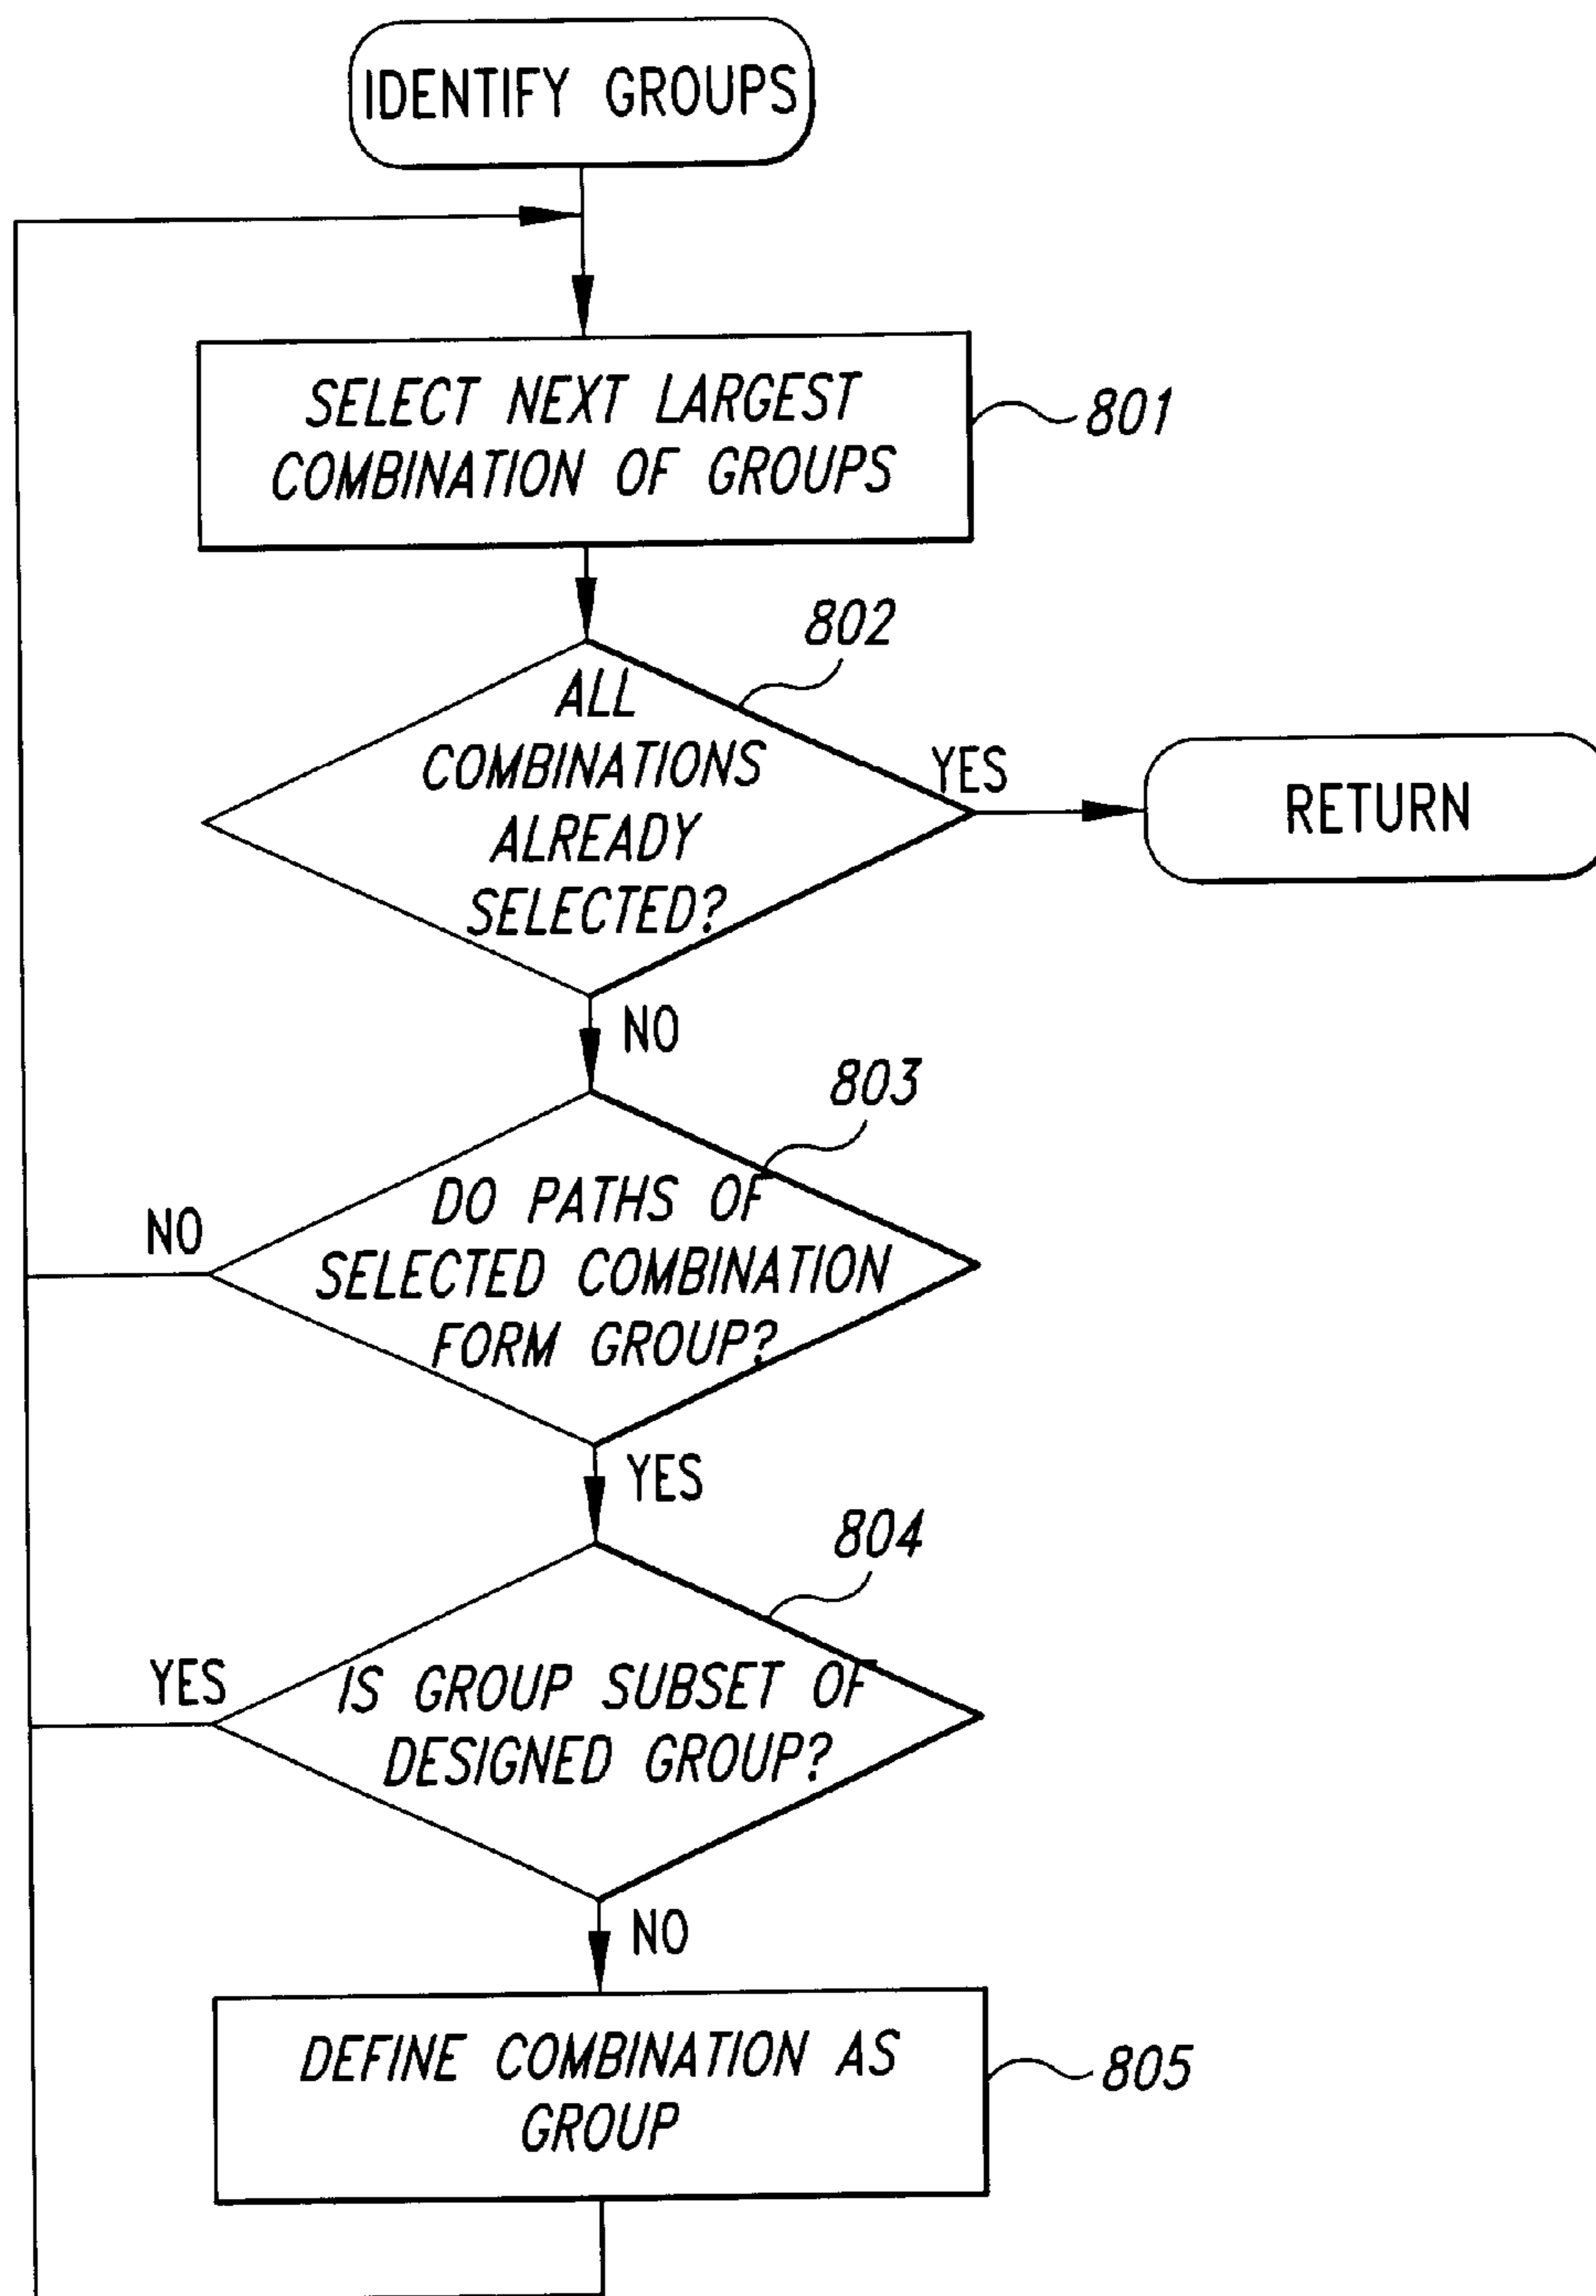 IDENTIFY GROUPS
SELECT NEXT LARGEST
COMBINATION OF GROUPS
801
802
ALL
COMBINATIONS
ALREADY
SELECTED?
YES
RETURN
NO
803
DO PATHS OF
SELECTED COMBINATION
FORM GROUP?
NO
YES
804
IS GROUP SUBSET OF
DESIGNED GROUP?
YES
NO
DEFINE COMBINATION AS
GROUP
805